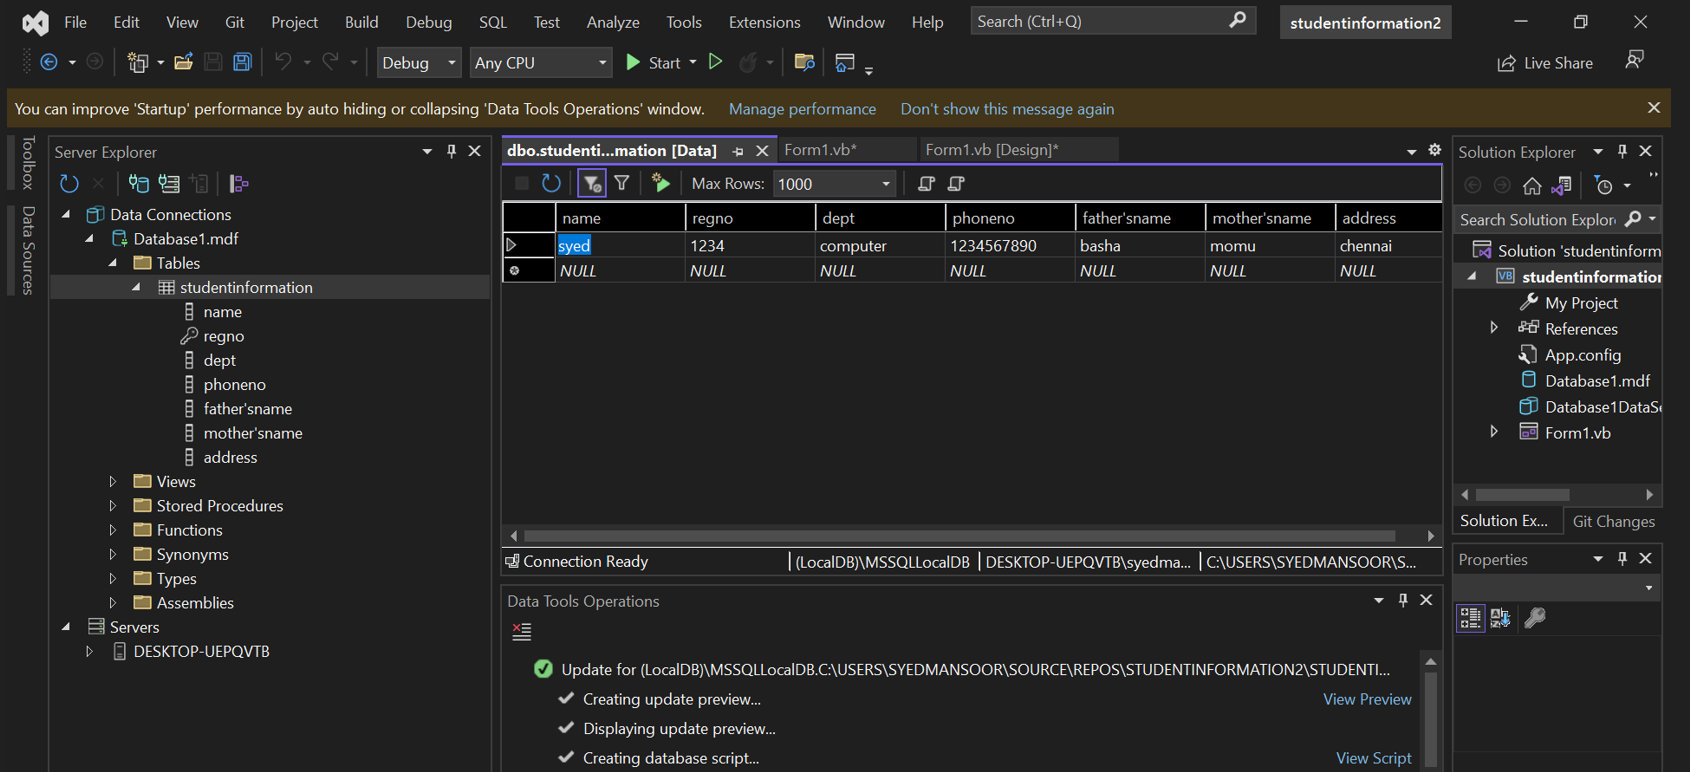 File Edit View Git Project Build Debug SQL Test Analyze Tools Extensions Window Help Search (Ctrl+Q) studentinformation2
Debug Any CPU Start Live Share
You can improve 'Startup' performance by auto hiding or collapsing 'Data Tools Operations' window. Manage performance Don't show this message again
Toolbox
Data Sources
Server Explorer
Data Connections
Database1.mdf
Tables
studentinformation
name
regno
dept
phoneno
father'sname
mother'sname
address
Views
Stored Procedures
Functions
Synonyms
Types
Assemblies
Servers
DESKTOP-UEPQVTB
dbo.studenti...mation [Data] Form1.vb* Form1.vb [Design]*
Max Rows: 1000
name regno dept phoneno father'sname mother'sname address
syed 1234 computer 1234567890 basha momu chennai
NULL NULL NULL NULL NULL NULL NULL
Connection Ready (LocalDB)\MSSQLLocalDB DESKTOP-UEPQVTB\syedma... C:\USERS\SYEDMANSOOR\S...
Data Tools Operations
Update for (LocalDB)\MSSQLLocalDB.C:\USERS\SYEDMANSOOR\SOURCE\REPOS\STUDENTINFORMATION2\STUDENTI...
Creating update preview... View Preview
Displaying update preview...
Creating database script... View Script
Solution Explorer
Search Solution Explor
Solution 'studentinform
VB studentinformation
My Project
References
App.config
Database1.mdf
Database1DataSe
Form1.vb
Solution Ex... Git Changes
Properties